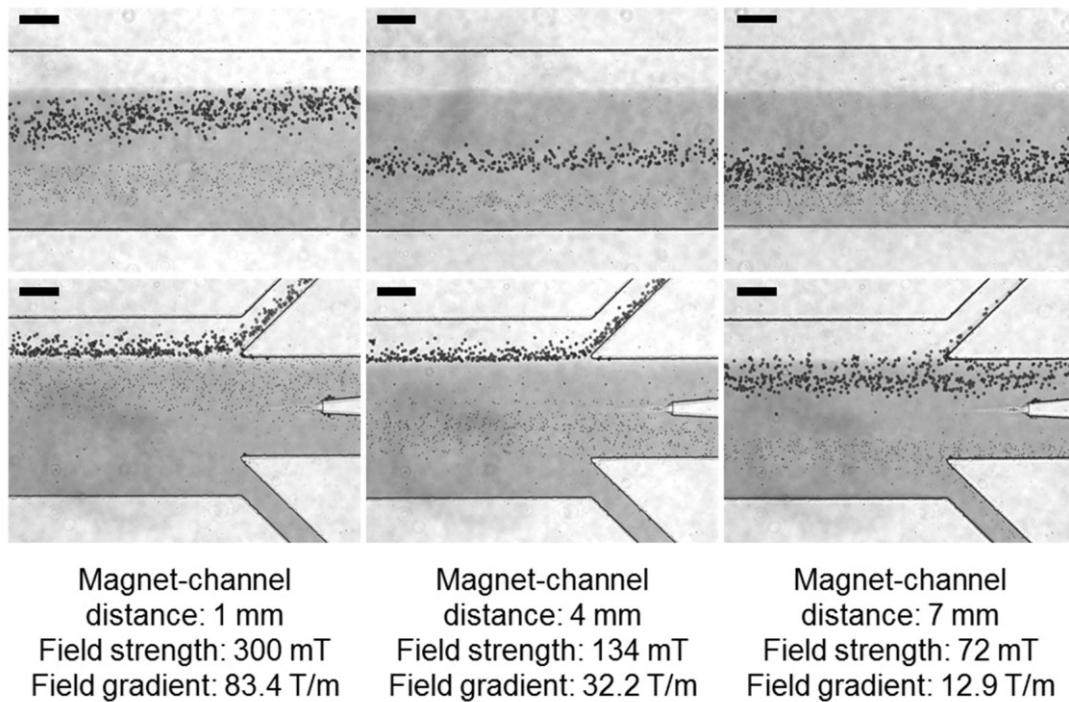 Magnet-channel
distance: 1 mm
Field strength: 300 mT
Field gradient: 83.4 T/m
Magnet-channel
distance: 4 mm
Field strength: 134 mT
Field gradient: 32.2 T/m
Magnet-channel
distance: 7 mm
Field strength: 72 mT
Field gradient: 12.9 T/m